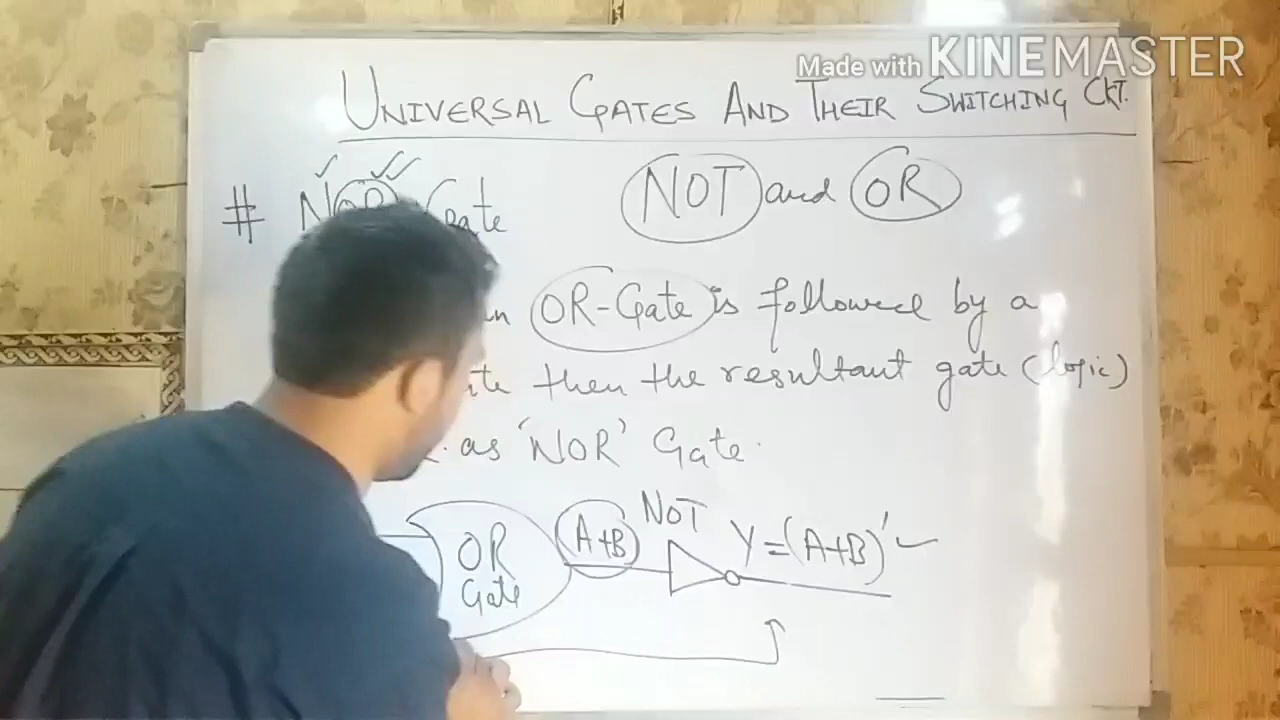 Made with KINEMASTER
UNIVERSAL GATES AND THEIR SWITCHING CKT.
# NOR Gate NOT and OR
OR-Gate is followed by a
then the resultant gate (logic)
as 'NOR' Gate.
OR Gate A+B NOT Y=(A+B)'